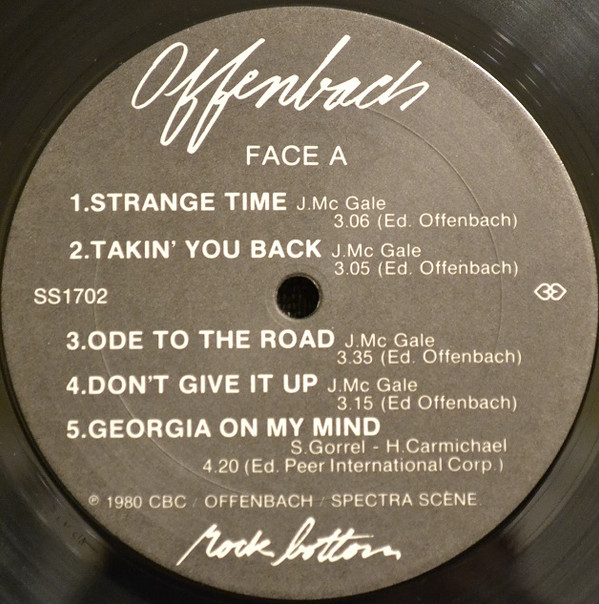 Offenbach
FACE A
1.STRANGE TIME J.Mc Gale
3.06 (Ed. Offenbach)
2.TAKIN' YOU BACK J.Mc Gale
3.05 (Ed. Offenbach)
SS1702
3.ODE TO THE ROAD J.Mc Gale
3.35 (Ed. Offenbach)
4.DON'T GIVE IT UP J.Mc Gale
3.15 (Ed Offenbach)
5.GEORGIA ON MY MIND
S.Gorrel - H.Carmichael
4.20 (Ed. Peer International Corp.)
℗ 1980 CBC / OFFENBACH / SPECTRA SCÈNE.
rock bottom